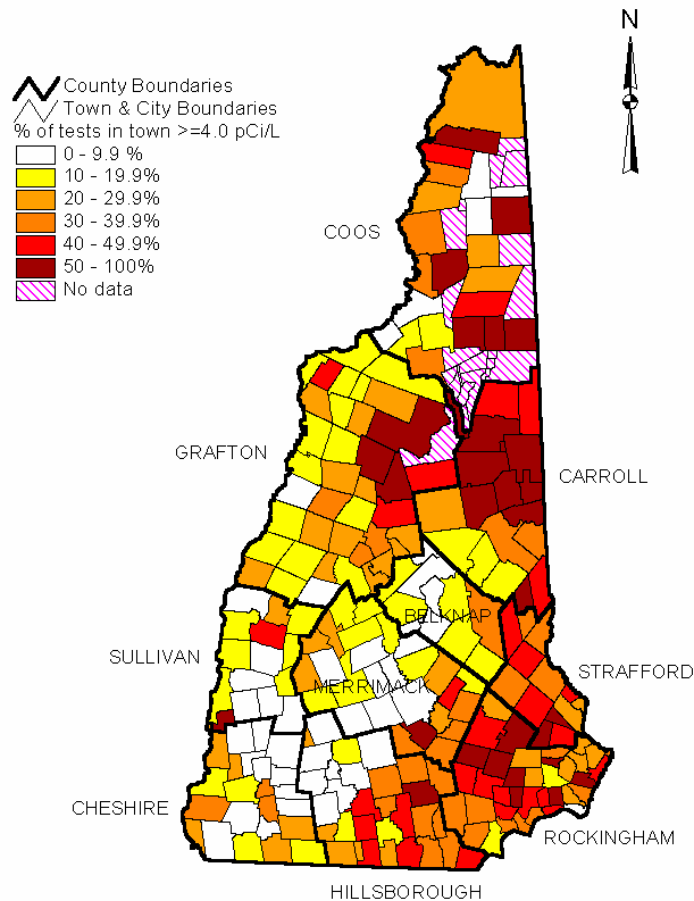 N
County Boundaries
Town & City Boundaries
% of tests in town >=4.0 pCi/L
0 - 9.9 %
10 - 19.9%
20 - 29.9%
30 - 39.9%
40 - 49.9%
50 - 100%
No data
COOS
GRAFTON
CARROLL
BELKNAP
SULLIVAN
STRAFFORD
MERRIMACK
CHESHIRE
ROCKINGHAM
HILLSBOROUGH